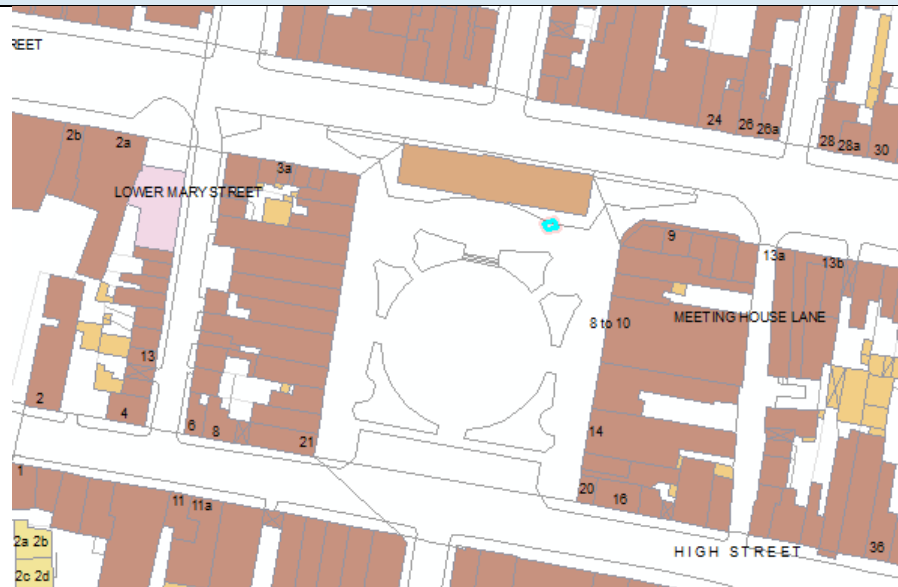 REET
24
26
26a
28
28a
30
2b
2a
3a
LOWER MARY STREET
9
13a
13b
8 to 10
MEETING HOUSE LANE
13
2
4
6
8
21
14
20
16
1
11
11a
HIGH STREET
36
2a 2b
2c 2d